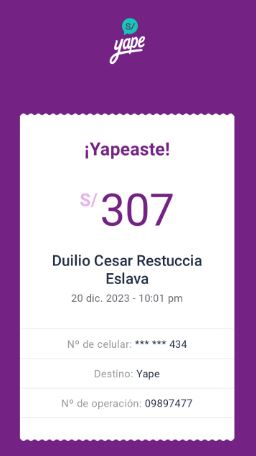 S/
yape
¡Yapeaste!
S/ 307
Duilio Cesar Restuccia
Eslava
20 dic. 2023 - 10:01 pm
Nº de celular: *** *** 434
Destino: Yape
Nº de operación: 09897477